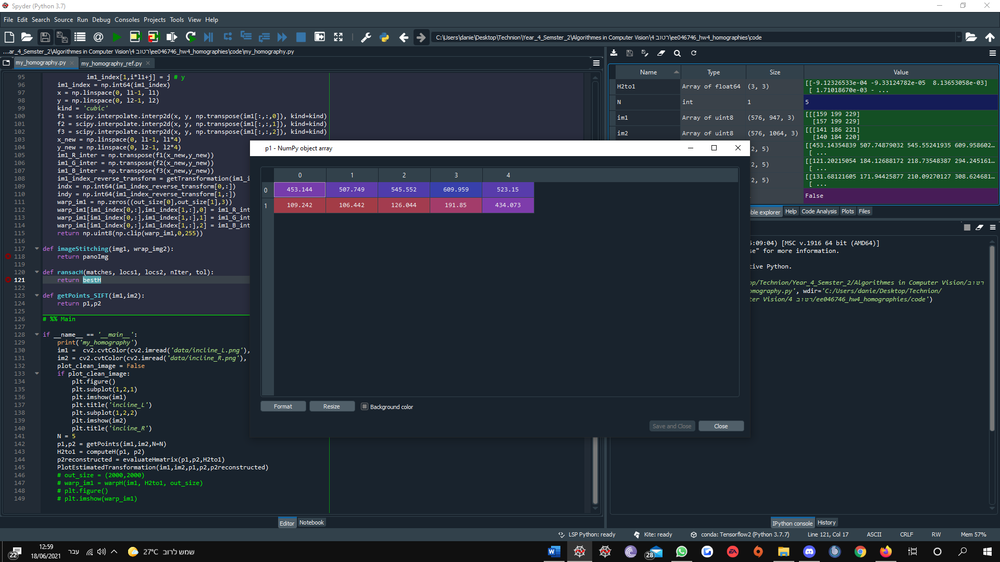 Spyder (Python 3.7)
File Edit Search Source Run Debug Consoles Projects Tools View Help
C:\Users\danie\Desktop\Technion\Year_4_Semster_2\Algorithmes in Computer Vision\4 רטוב\ee046746_hw4_homographies\code
...ar_4_Semster_2\Algorithmes in Computer Vision\4 רטוב\ee046746_hw4_homographies\code\my_homography.py
my_homography.py my_homography_ref.py
95 im1_index[1,i*l1+j] = j # y
96 im1_index = np.int64(im1_index)
97 x = np.linspace(0, l1-1, l1)
98 y = np.linspace(0, l2-1, l2)
99 kind = 'cubic'
100 f1 = scipy.interpolate.interp2d(x, y, np.transpose(im1[:,:,0]), kind=kind)
101 f2 = scipy.interpolate.interp2d(x, y, np.transpose(im1[:,:,1]), kind=kind)
102 f3 = scipy.interpolate.interp2d(x, y, np.transpose(im1[:,:,2]), kind=kind)
103 x_new = np.linspace(0, l1-1, l1*4)
104 y_new = np.linspace(0, l2-1, l2*4)
105 im1_R_inter = np.transpose(f1(x_new,y_new))
106 im1_G_inter = np.transpose(f2(x_new,y_new))
107 im1_B_inter = np.transpose(f3(x_new,y_new))
108 im1_index_reverse_transform = getTransformation(im1_i
109 indx = np.int64(im1_index_reverse_transform[0,:])
110 indy = np.int64(im1_index_reverse_transform[1,:])
111 warp_im1 = np.zeros((out_size[0],out_size[1],3))
112 warp_im1[im1_index[0,:],im1_index[1,:],0] = im1_R_int
113 warp_im1[im1_index[0,:],im1_index[1,:],1] = im1_G_int
114 warp_im1[im1_index[0,:],im1_index[1,:],2] = im1_B_int
115 return np.uint8(np.clip(warp_im1,0,255))
116
117 def imageStitching(img1, wrap_img2):
118 return panoImg
119
120 def ransacH(matches, locs1, locs2, nIter, tol):
121 return bestH
122
123 def getPoints_SIFT(im1,im2):
124 return p1,p2
125
126 # %% Main
127
128 if __name__ == '__main__':
129 print('my_homography')
130 im1 = cv2.cvtColor(cv2.imread('data/incline_L.png'),
131 im2 = cv2.cvtColor(cv2.imread('data/incline_R.png'),
132 plot_clean_image = False
133 if plot_clean_image:
134 plt.figure()
135 plt.subplot(1,2,1)
136 plt.imshow(im1)
137 plt.title('incline_L')
138 plt.subplot(1,2,2)
139 plt.imshow(im2)
140 plt.title('incline_R')
141 N = 5
142 p1,p2 = getPoints(im1,im2,N=N)
143 H2to1 = computeH(p1, p2)
144 p2reconstructed = evaluateHmatrix(p1,p2,H2to1)
145 PlotEstimatedTransformation(im1,im2,p1,p2,p2reconstructed)
146 # out_size = (2000,2000)
147 # warp_im1 = warpH(im1, H2to1, out_size)
148 # plt.figure()
149 # plt.imshow(warp_im1)
Editor Notebook
p1 - NumPy object array
0 1 2 3 4
0 453.144 507.749 545.552 609.959 523.15
1 109.242 106.442 126.044 191.85 434.073
Format Resize Background color
Save and Close Close
Name Type Size Value
H2to1 Array of float64 (3, 3) [[-9.12326533e-04 -9.33124782e-05 8.13653058e-03]
[ 1.71018670e-03 - ...
N int 1 5
im1 Array of uint8 (576, 947, 3) [[[159 199 229]
[157 199 229]
im2 Array of uint8 (576, 1064, 3) [[[141 186 221]
[140 184 220]
2, 5) [[453.14354839 507.74879032 545.55241935 609.958602...
[ ...
2, 5) [[121.20215054 184.12688172 218.73548387 294.245161...
[ ...
2, 5) [[131.68121605 171.94425877 210.09270127 308.624681...
[ ...
False
ble explorer Help Code Analysis Plots Files
5:09:04) [MSC v.1916 64 bit (AMD64)]
se" for more information.
tive Python.
op/Technion/Year_4_Semster_2/Algorithmes in Computer Vision/רטוב
omography.py', wdir='C:/Users/danie/Desktop/Technion/
ter Vision/4 רטוב/ee046746_hw4_homographies/code')
IPython console History
LSP Python: ready Kite: ready conda: Tensorflow2 (Python 3.7.7) Line 121, Col 17 ASCII CRLF RW Mem 57%
22 12:59
18/06/2021
עבר
27°C שמש לרוב
28